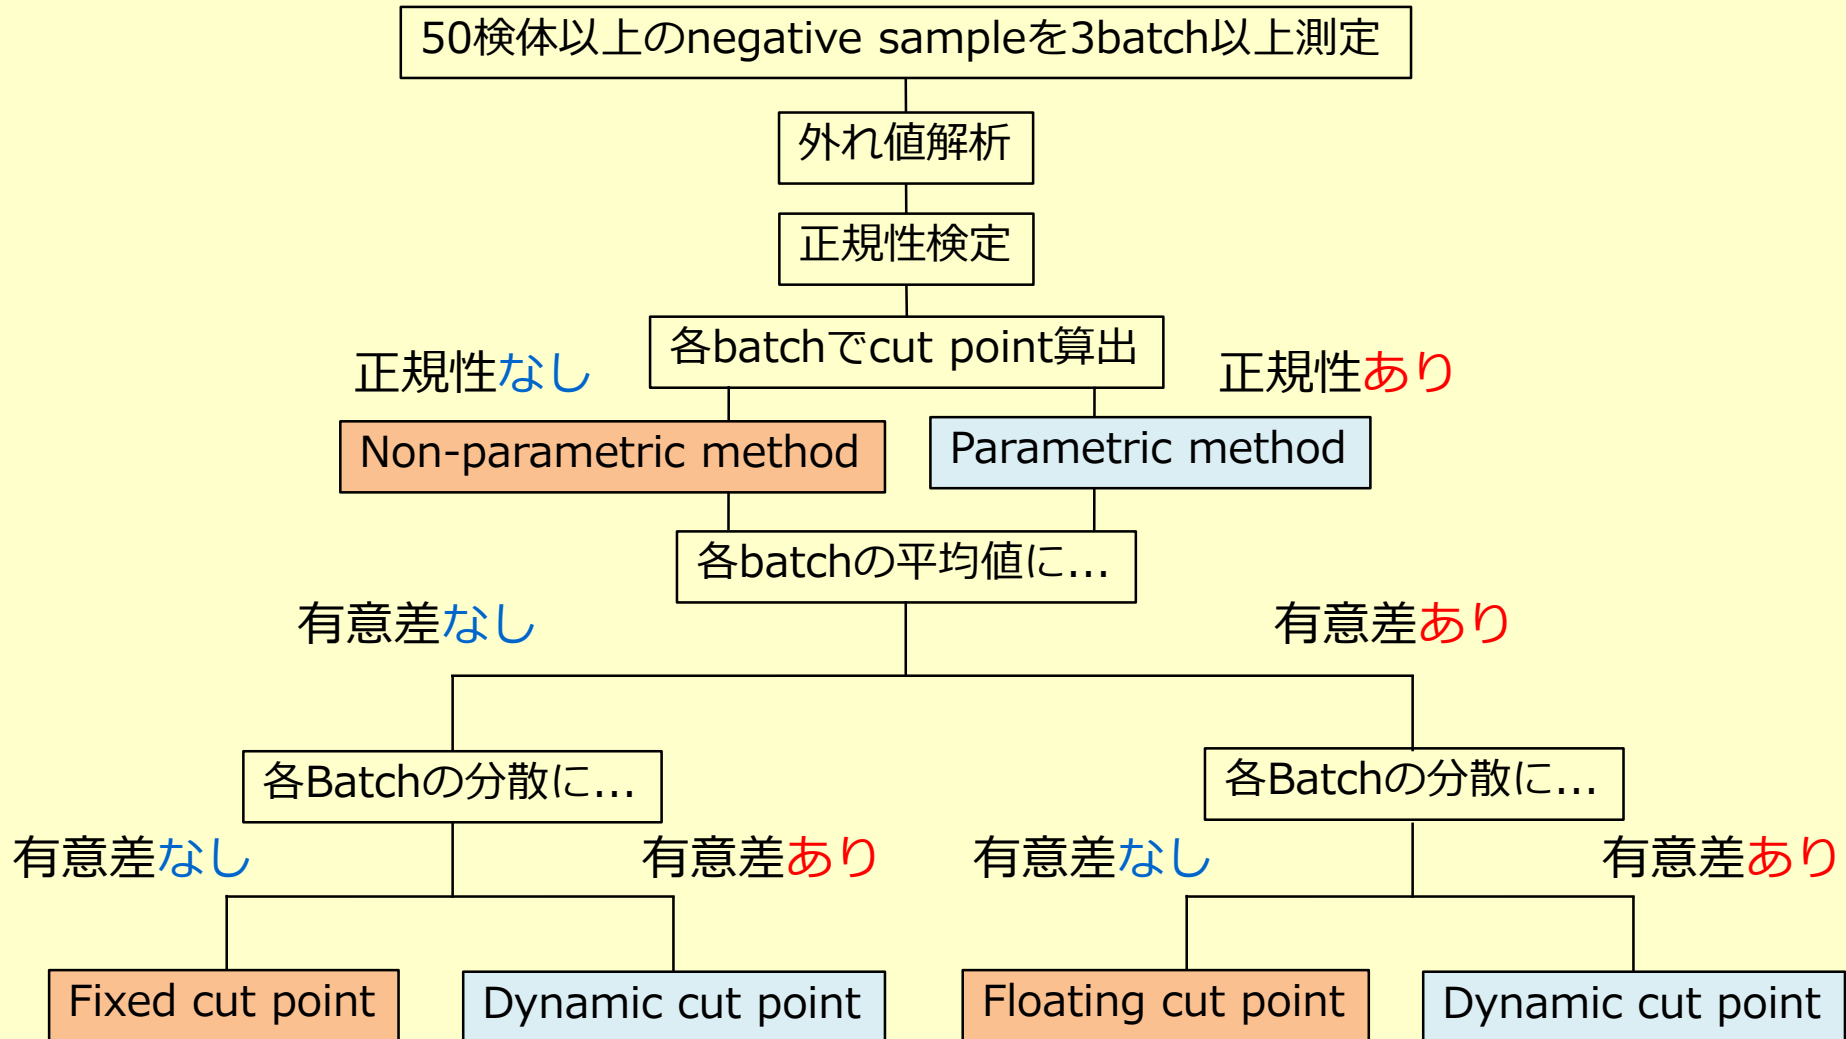 50検体以上のnegative sampleを3batch以上測定
外れ値解析
正規性検定
各batchでcut point算出
正規性なし
正規性あり
Non-parametric method
Parametric method
各batchの平均値に…
有意差なし
有意差あり
各Batchの分散に…
各Batchの分散に…
有意差なし
有意差あり
有意差なし
有意差あり
Fixed cut point
Dynamic cut point
Floating cut point
Dynamic cut point